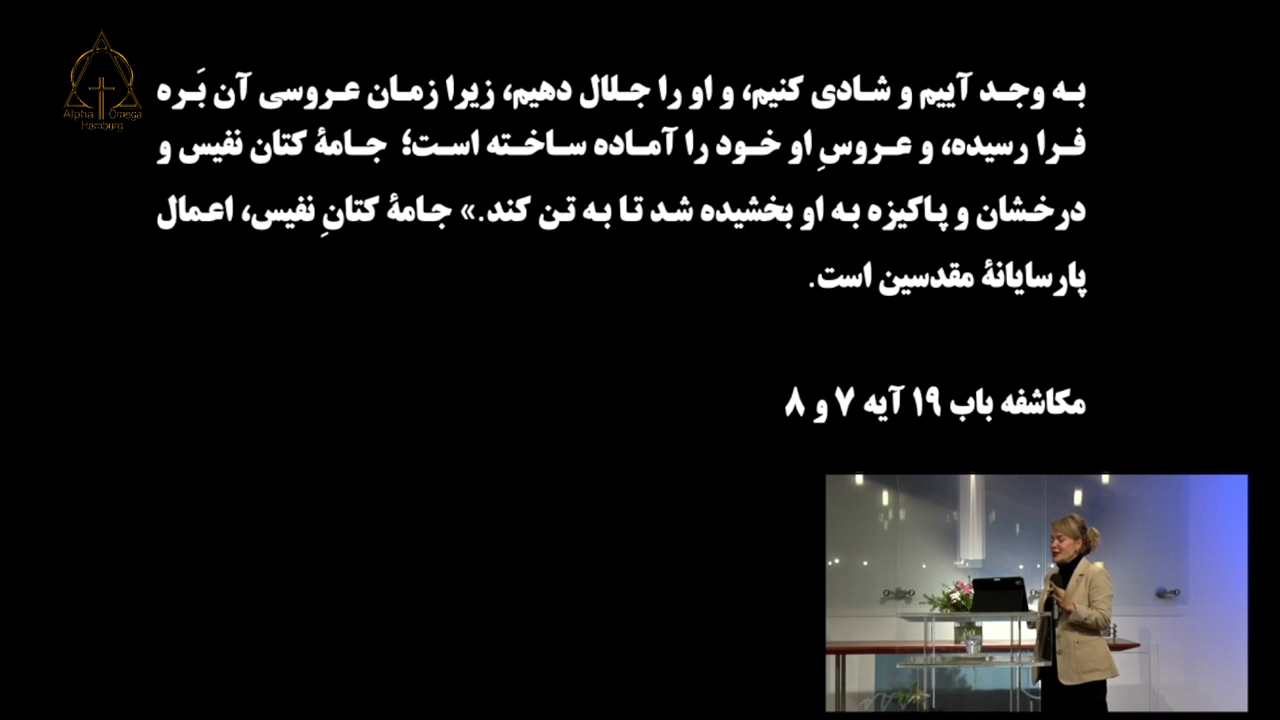 Alpha Omega
Hamburg
به وجد آییم و شادی کنیم، و او را جلال دهیم، زیرا زمان عروسی آن بَره
فرا رسیده، و عروسِ او خود را آماده ساخته است؛ جامهٔ کتان نفیس و
درخشان و پاکیزه به او بخشیده شد تا به تن کند.» جامهٔ کتانِ نفیس، اعمال
پارسایانهٔ مقدسین است.
مکاشفه باب ۱۹ آیه ۷ و ۸